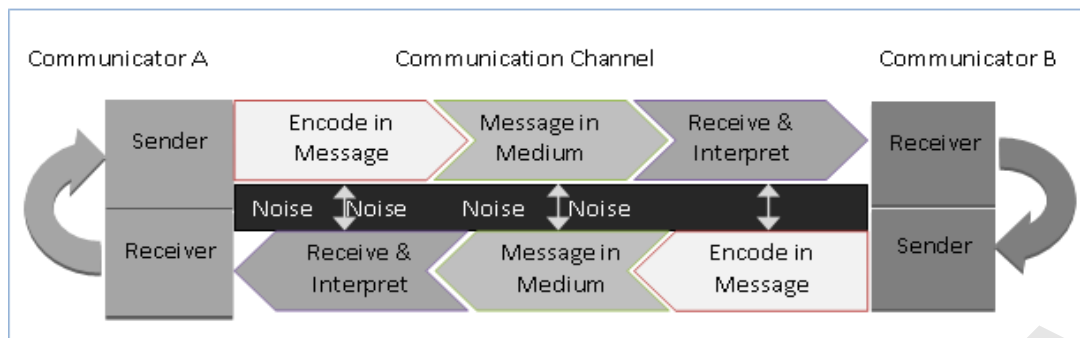 Communicator A
Communication Channel
Communicator B
Sender
Encode in
Message
Message in
Medium
Receive &
Interpret
Receiver
Noise Noise Noise Noise
Receiver
Receive &
Interpret
Message in
Medium
Encode in
Message
Sender